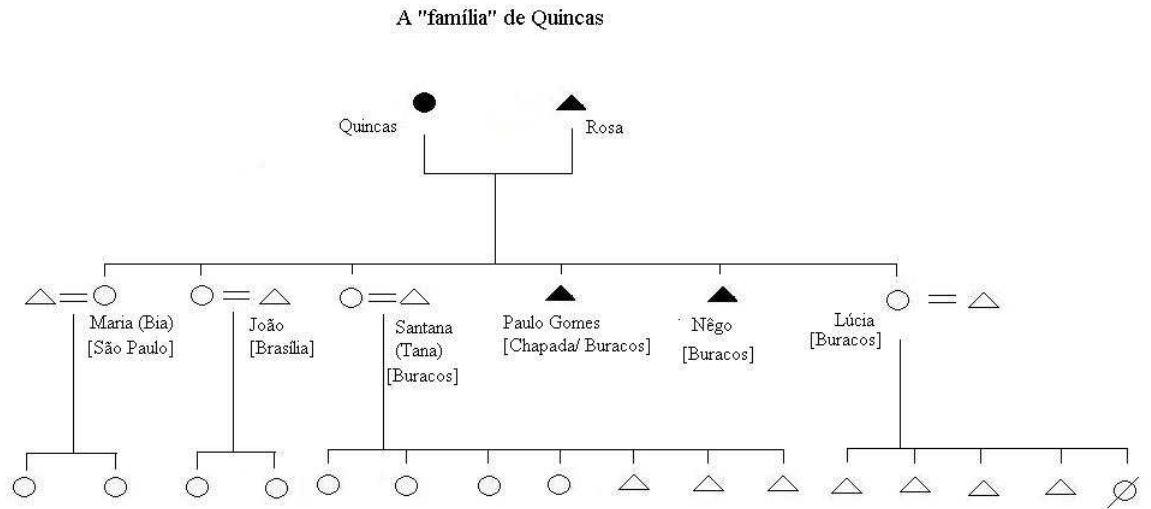 A "família" de Quincas
Quincas
Rosa
Maria (Bia)
[São Paulo]
João
[Brasília]
Santana
(Tana)
[Buracos]
Paulo Gomes
[Chapada/ Buracos]
Nêgo
[Buracos]
Lúcia
[Buracos]